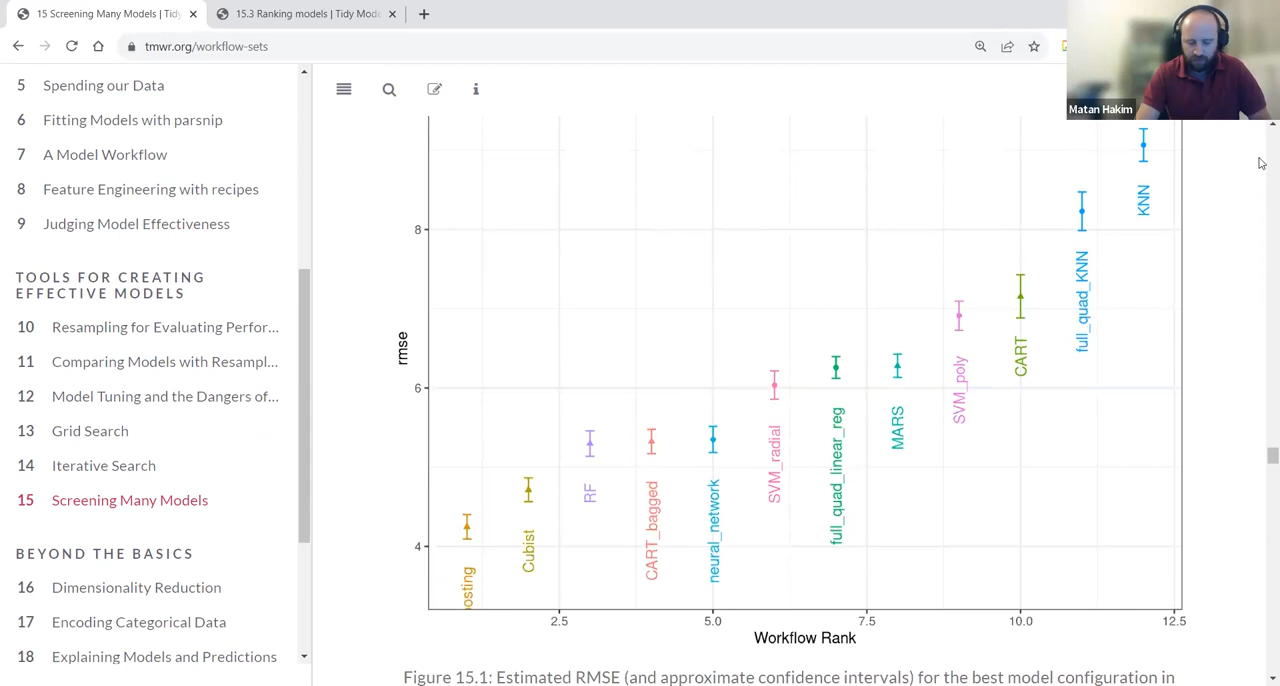 15 Screening Many Models | Tidy
15.3 Ranking models | Tidy Mode
tmwr.org/workflow-sets
Matan Hakim
5 Spending our Data
6 Fitting Models with parsnip
7 A Model Workflow
8 Feature Engineering with recipes
9 Judging Model Effectiveness
TOOLS FOR CREATING
EFFECTIVE MODELS
10 Resampling for Evaluating Perfor...
11 Comparing Models with Resampl...
12 Model Tuning and the Dangers of...
13 Grid Search
14 Iterative Search
15 Screening Many Models
BEYOND THE BASICS
16 Dimensionality Reduction
17 Encoding Categorical Data
18 Explaining Models and Predictions
rmse
8
6
4
osting
Cubist
RF
CART_bagged
neural_network
SVM_radial
full_quad_linear_reg
MARS
SVM_poly
CART
full_quad_KNN
KNN
2.5 5.0 7.5 10.0 12.5
Workflow Rank
Figure 15.1: Estimated RMSE (and approximate confidence intervals) for the best model configuration in